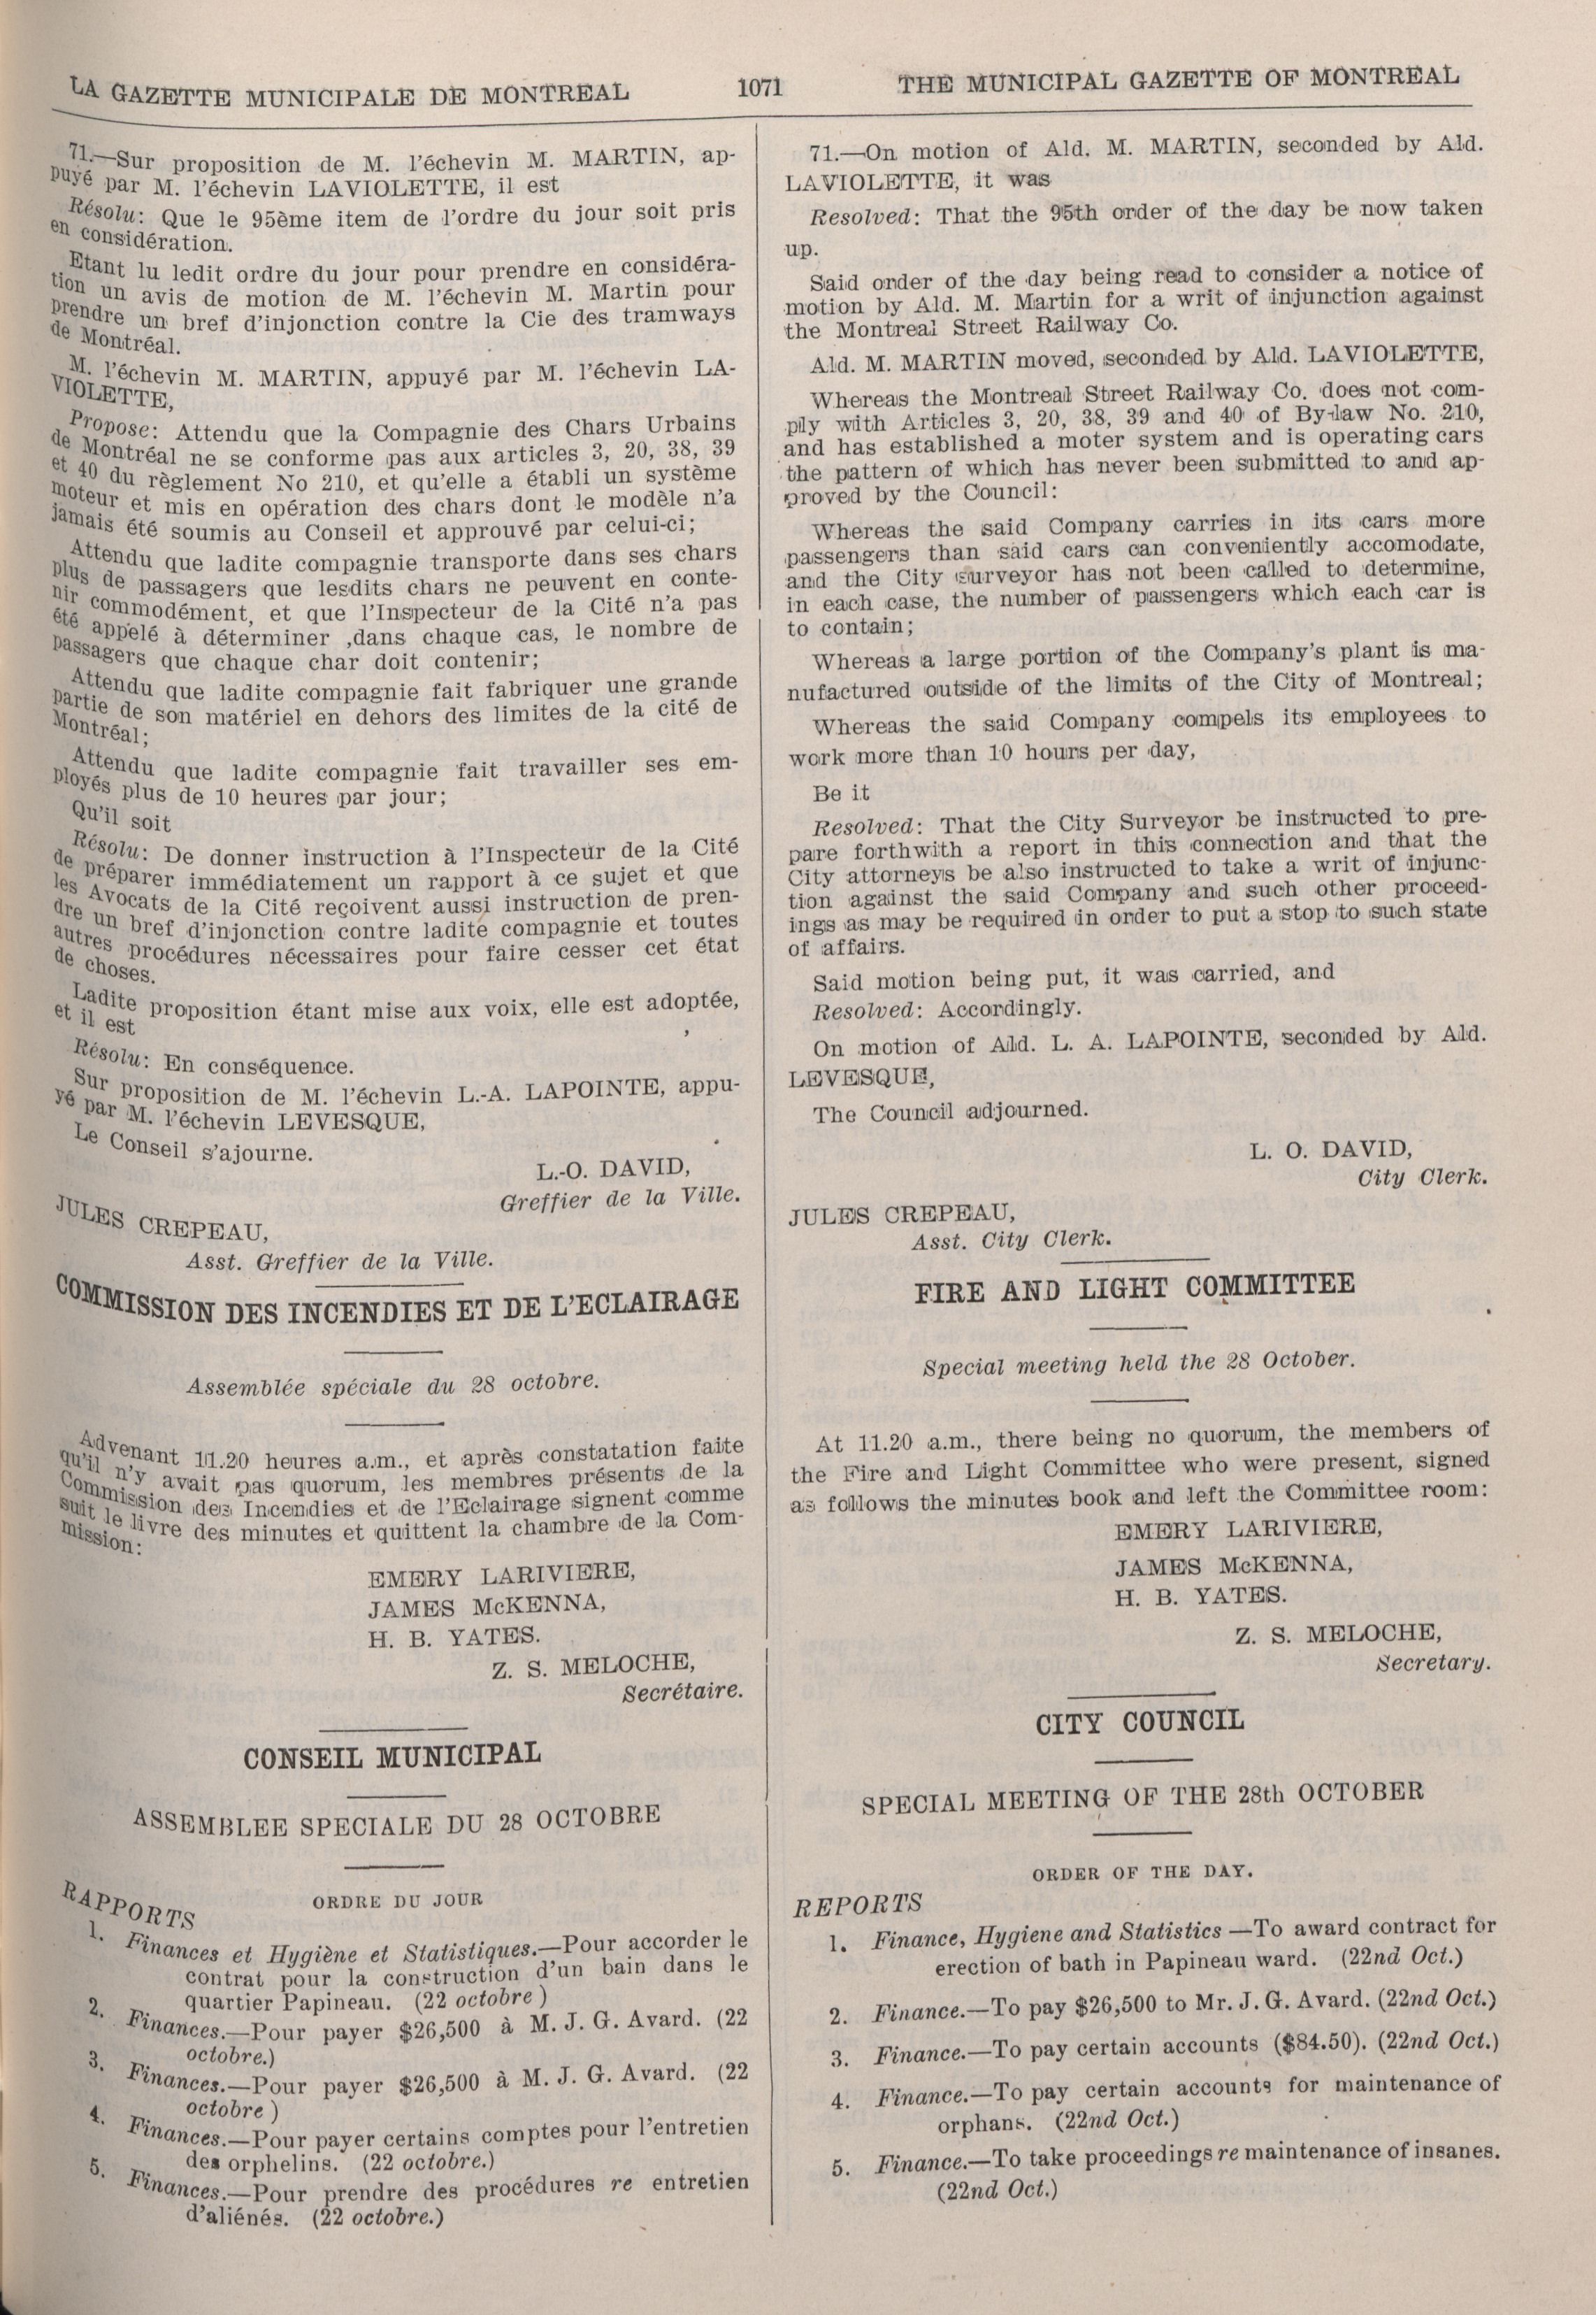 LA GAZETTE MUNICIPALE DE MONTREAL 1071 THE MUNICIPAL GAZETTE OF MONTREAL
71.—Sur proposition de M. l'échevin M. MARTIN, ap-
puyé par M. l'échevin LAVIOLETTE, il est
Résolu: Que le 95ème item de l'ordre du jour soit pris
en considération.
Etant lu ledit ordre du jour pour prendre en considéra-
tion un avis de motion de M. l'échevin M. Martin pour
prendre un bref d'injonction contre la Cie des tramways
de Montréal.
M. l'échevin M. MARTIN, appuyé par M. l'échevin LA-
VIOLETTE,
Propose: Attendu que la Compagnie des Chars Urbains
de Montréal ne se conforme pas aux articles 3, 20, 38, 39
et 40 du règlement No 210, et qu'elle a établi un système
moteur et mis en opération des chars dont le modèle n'a
jamais été soumis au Conseil et approuvé par celui-ci;
Attendu que ladite compagnie transporte dans ses chars
plus de passagers que lesdits chars ne peuvent en conte-
nir commodément, et que l'Inspecteur de la Cité n'a pas
été appelé à déterminer ,dans chaque cas, le nombre de
passagers que chaque char doit contenir;
Attendu que ladite compagnie fait fabriquer une grande
partie de son matériel en dehors des limites de la cité de
Montréal;
Attendu que ladite compagnie fait travailler ses em-
ployés plus de 10 heures par jour;
Qu'il soit
Résolu: De donner instruction à l'Inspecteur de la Cité
de préparer immédiatement un rapport à ce sujet et que
les Avocats de la Cité reçoivent aussi instruction de pren-
dre un bref d'injonction contre ladite compagnie et toutes
autres procédures nécessaires pour faire cesser cet état
de choses.
Ladite proposition étant mise aux voix, elle est adoptée,
et il est
Résolu: En conséquence.
Sur proposition de M. l'échevin L.-A. LAPOINTE, appu-
yé par M. l'échevin LEVESQUE,
Le Conseil s'ajourne.
L.-O. DAVID,
Greffier de la Ville.
JULES CREPEAU,
Asst. Greffier de la Ville.
COMMISSION DES INCENDIES ET DE L'ECLAIRAGE
Assemblée spéciale du 28 octobre.
Advenant 11.20 heures a.m., et après constatation faite
qu'il n'y avait pas quorum, les membres présents de la
Commission des Incendies et de l'Eclairage signent comme
suit le livre des minutes et quittent la chambre de la Com-
mission:
EMERY LARIVIERE,
JAMES McKENNA,
H. B. YATES.
Z. S. MELOCHE,
Secrétaire.
CONSEIL MUNICIPAL
ASSEMBLEE SPECIALE DU 28 OCTOBRE
ORDRE DU JOUR
RAPPORTS
1. Finances et Hygiène et Statistiques.—Pour accorder le
contrat pour la construction d'un bain dans le
quartier Papineau. (22 octobre )
2. Finances.—Pour payer $26,500 à M. J. G. Avard. (22
octobre.)
3. Finances.—Pour payer $26,500 à M. J. G. Avard. (22
octobre )
4. Finances.—Pour payer certains comptes pour l'entretien
des orphelins. (22 octobre.)
5. Finances.—Pour prendre des procédures re entretien
d'aliénés. (22 octobre.)
71.—On motion of Ald. M. MARTIN, seconded by Ald.
LAVIOLETTE, it was
Resolved: That the 95th order of the day be now taken
up.
Said order of the day being read to consider a notice of
motion by Ald. M. Martin for a writ of injunction against
the Montreal Street Railway Co.
Ald. M. MARTIN moved, seconded by Ald. LAVIOLETTE,
Whereas the Montreal Street Railway Co. does not com-
ply with Articles 3, 20, 38, 39 and 40 of By-law No. 210,
and has established a moter system and is operating cars
the pattern of which has never been submitted to and ap-
proved by the Council:
Whereas the said Company carries in its cars more
passengers than said cars can conveniently accomodate,
and the City surveyor has not been called to determine,
in each case, the number of passengers which each car is
to contain;
Whereas a large portion of the Company's plant is ma-
nufactured outside of the limits of the City of Montreal;
Whereas the said Company compels its employees to
work more than 10 hours per day,
Be it
Resolved: That the City Surveyor be instructed to pre-
pare forthwith a report in this connection and that the
City attorneys be also instructed to take a writ of injunc-
tion against the said Company and such other proceed-
ings as may be required in order to put a stop to such state
of affairs.
Said motion being put, it was carried, and
Resolved: Accordingly.
On motion of Ald. L. A. LAPOINTE, seconded by Ald.
LEVESQUE,
The Council adjourned.
L. O. DAVID,
City Clerk.
JULES CREPEAU,
Asst. City Clerk.
FIRE AND LIGHT COMMITTEE
Special meeting held the 28 October.
At 11.20 a.m., there being no quorum, the members of
the Fire and Light Committee who were present, signed
as follows the minutes book and left the Committee room:
EMERY LARIVIERE,
JAMES McKENNA,
H. B. YATES.
Z. S. MELOCHE,
Secretary.
CITY COUNCIL
SPECIAL MEETING OF THE 28th OCTOBER
ORDER OF THE DAY.
REPORTS
1. Finance, Hygiene and Statistics —To award contract for
erection of bath in Papineau ward. (22nd Oct.)
2. Finance.—To pay $26,500 to Mr. J. G. Avard. (22nd Oct.)
3. Finance.—To pay certain accounts ($84.50). (22nd Oct.)
4. Finance.—To pay certain accounts for maintenance of
orphans. (22nd Oct.)
5. Finance.—To take proceedings re maintenance of insanes.
(22nd Oct.)